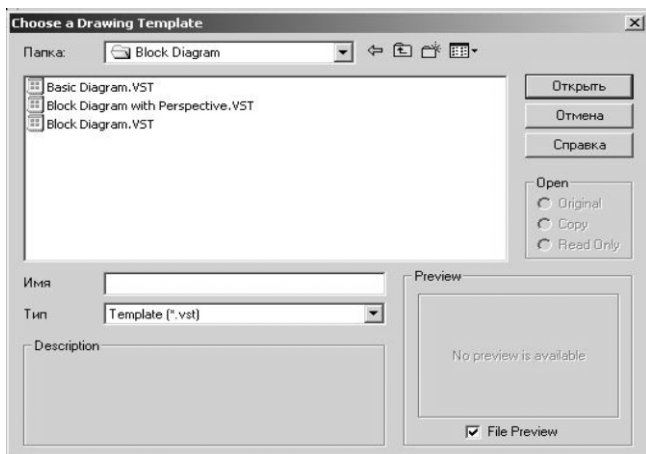 Choose a Drawing Template
Папка: Block Diagram
Basic Diagram.VST
Block Diagram with Perspective.VST
Block Diagram.VST
Открыть
Отмена
Справка
Open
Original
Copy
Read Only
Имя
Тип Template (*.vst)
Description
Preview
No preview is available
File Preview